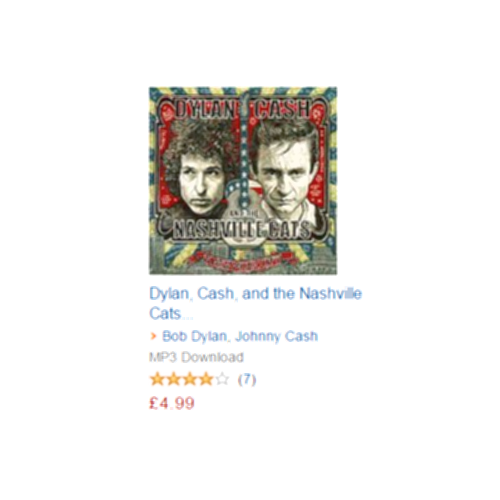 DYLAN CASH
AND THE
NASHVILLE CATS
Dylan, Cash, and the Nashville
Cats...
› Bob Dylan, Johnny Cash
MP3 Download
(7)
£4.99